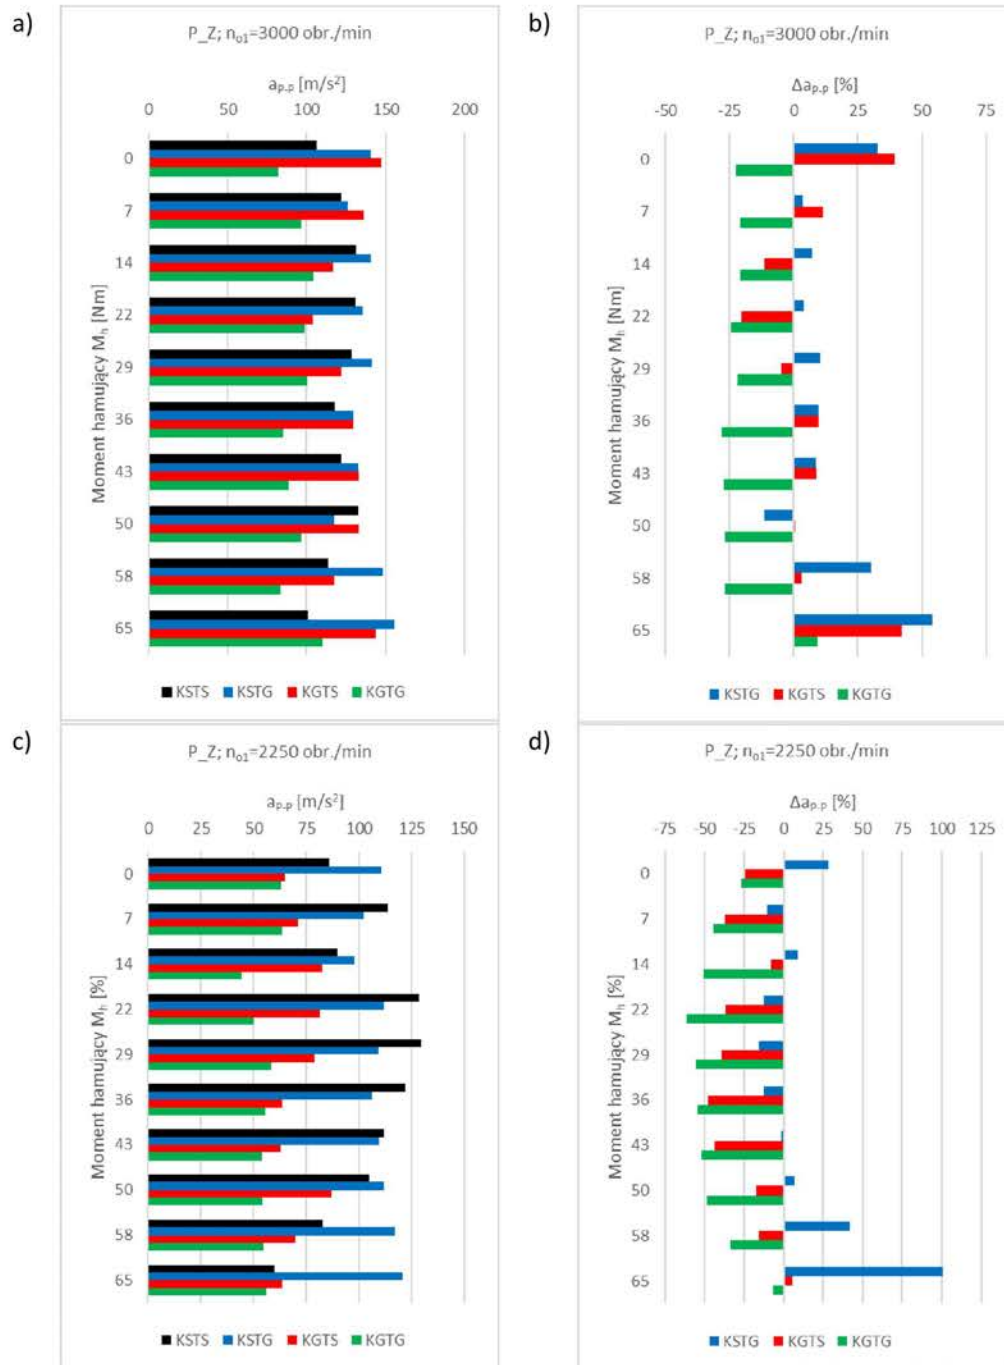 a)
P_Z; nₒ₁=3000 obr./min
aₚ.ₚ [m/s²]
0 50 100 150 200
Moment hamujący Mₕ [Nm]
0
7
14
22
29
36
43
50
58
65
KSTS KSTG KGTS KGTG
b)
P_Z; nₒ₁=3000 obr./min
Δaₚ.ₚ [%]
-50 -25 0 25 50 75
Moment hamujący Mₕ [Nm]
0
7
14
22
29
36
43
50
58
65
KSTG KGTS KGTG
c)
P_Z; nₒ₁=2250 obr./min
aₚ.ₚ [m/s²]
0 25 50 75 100 125 150
Moment hamujący Mₕ [%]
0
7
14
22
29
36
43
50
58
65
KSTS KSTG KGTS KGTG
d)
P_Z; nₒ₁=2250 obr./min
Δaₚ.ₚ [%]
-75 -50 -25 0 25 50 75 100 125
Moment hamujący Mₕ [%]
0
7
14
22
29
36
43
50
58
65
KSTG KGTS KGTG